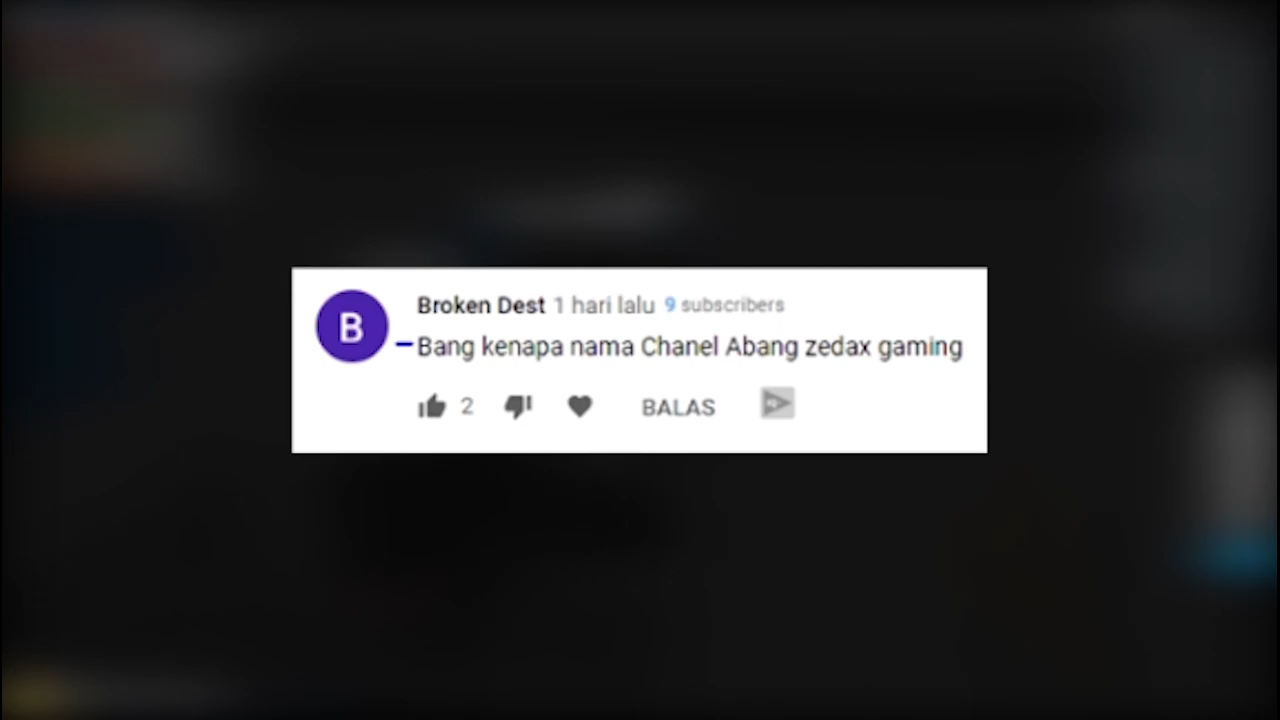 B
Broken Dest 1 hari lalu 9 subscribers
Bang kenapa nama Chanel Abang zedax gaming
2 BALAS